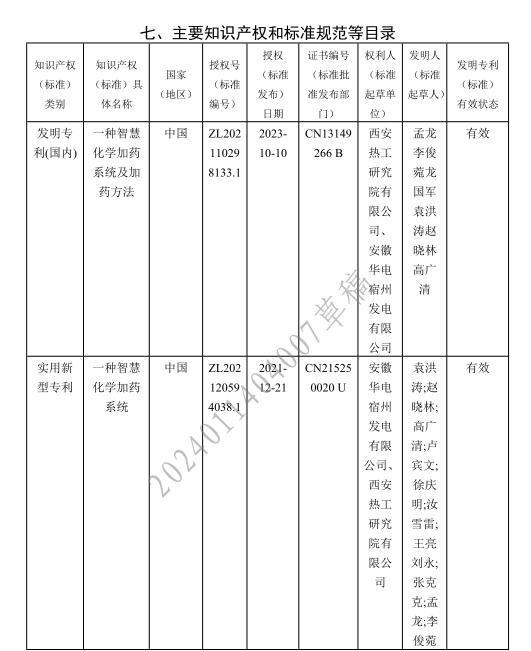 七、主要知识产权和标准规范等目录
知识产权
（标准）
类别
知识产权
（标准）具
体名称
国家
（地区）
授权号
（标准
编号）
授权
（标准
发布）
日期
证书编号
（标准批
准发布部
门）
权利人
（标准
起草单
位）
发明人
（标准
起草人）
发明专利
（标准）
有效状态
发明专
利(国内)
一种智慧
化学加药
系统及加
药方法
中国
ZL202
11029
8133.1
2023-
10-10
CN13149
266 B
西安
热工
研究
院有
限公
司、
安徽
华电
宿州
发电
有限
公司
孟龙
李俊
菀龙
国军
袁洪
涛赵
晓林
高广
清
有效
实用新
型专利
一种智慧
化学加药
系统
中国
ZL202
12059
4038.1
2021-
12-21
CN21525
0020 U
安徽
华电
宿州
发电
有限
公司、
西安
热工
研究
院有
限公
司
袁洪
涛;赵
晓林;
高广
清;卢
宾文;
徐庆
明;汝
雪雷;
王亮
刘永;
张克
克;孟
龙;李
俊菀
有效
2024011404007草稿